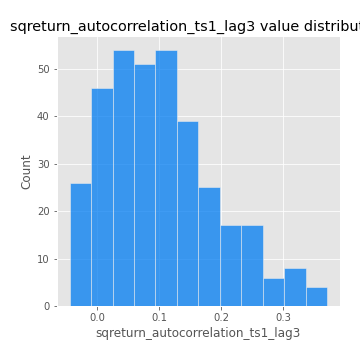 sqreturn_autocorrelation_ts1_lag3 value distribut
50
40
30
20
10
0
Count
0.0 0.1 0.2 0.3
sqreturn_autocorrelation_ts1_lag3